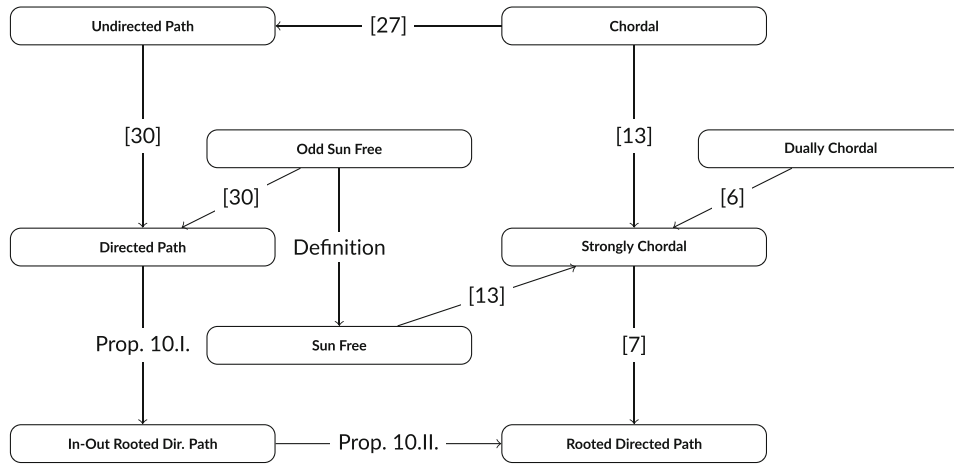 Undirected Path
[27]
Chordal
[30]
Odd Sun Free
[13]
Dually Chordal
[30]
[6]
Directed Path
Definition
Strongly Chordal
[13]
Prop. 10.I.
Sun Free
[7]
In-Out Rooted Dir. Path
Prop. 10.II.
Rooted Directed Path